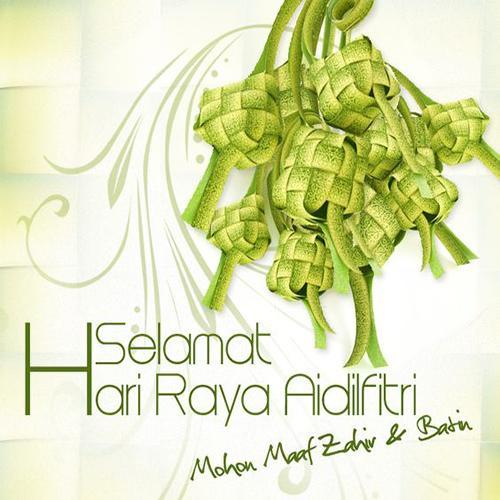 Selamat
Hari Raya Aidilfitri
Mohon Maaf Zahir & Batin